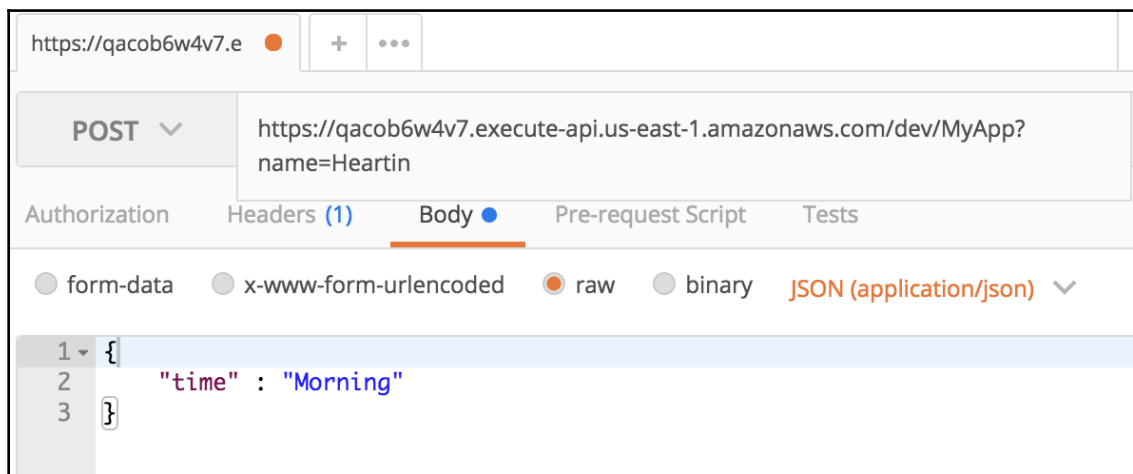 https://qacob6w4v7.e
POST
https://qacob6w4v7.execute-api.us-east-1.amazonaws.com/dev/MyApp?
name=Heartin
Authorization Headers (1) Body Pre-request Script Tests
form-data x-www-form-urlencoded raw binary JSON (application/json)
1 {
2 "time" : "Morning"
3 }